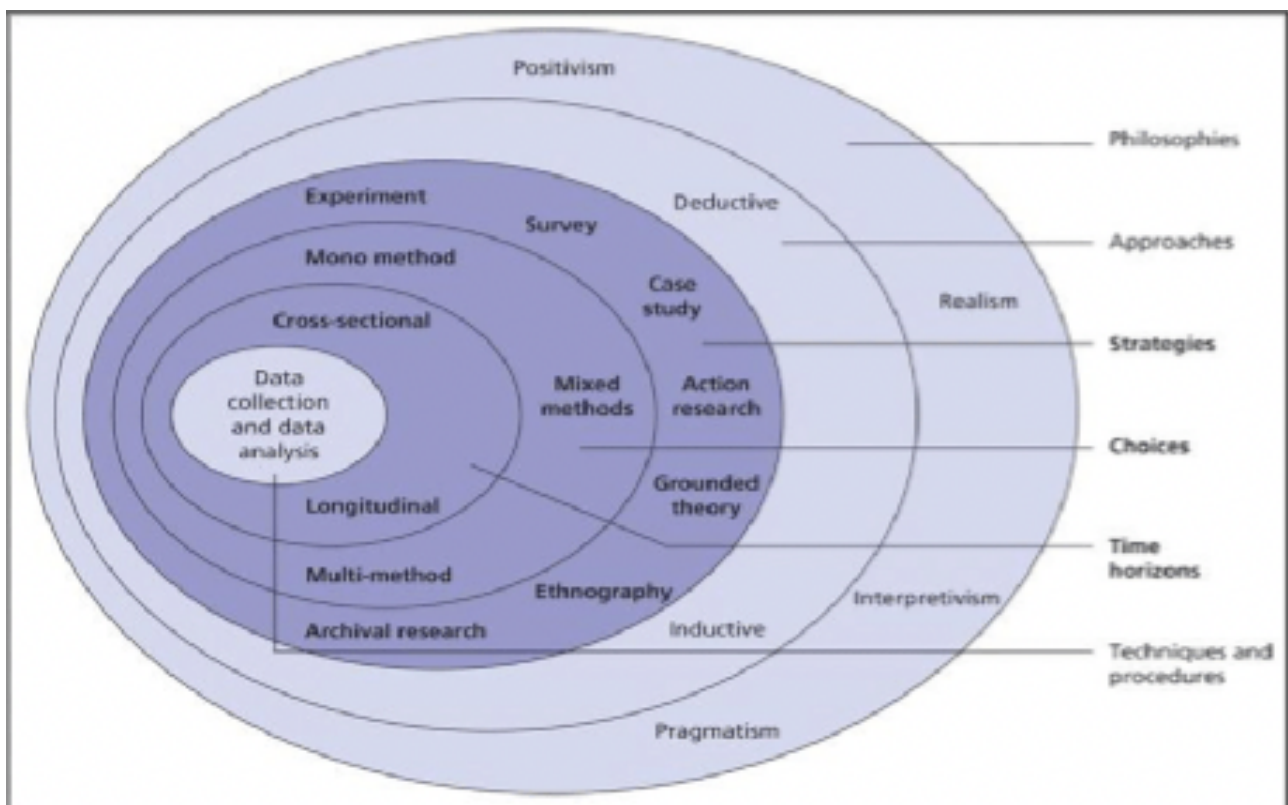 Positivism
Philosophies
Experiment
Deductive
Survey
Approaches
Mono method
Case
study
Realism
Cross-sectional
Strategies
Data
collection
and data
analysis
Mixed
methods
Action
research
Choices
Longitudinal
Grounded
theory
Time
horizons
Multi-method
Ethnography
Interpretivism
Archival research
Inductive
Techniques and
procedures
Pragmatism